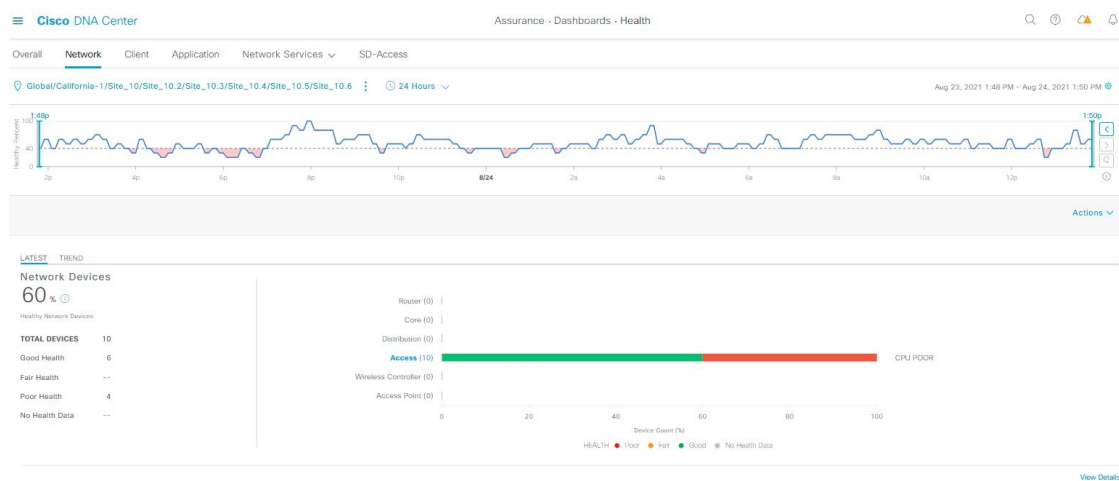 Cisco DNA Center
Assurance · Dashboards · Health
Overall Network Client Application Network Services SD-Access
Global/California-1/Site_10/Site_10.2/Site_10.3/Site_10.4/Site_10.5/Site_10.6 24 Hours
Aug 23, 2021 1:48 PM - Aug 24, 2021 1:50 PM
1:48p 1:50p
100
40
0
Healthy Percent
2p 4p 6p 8p 10p 8/24 2a 4a 6a 8a 10a 12p
Actions
LATEST TREND
Network Devices
60 %
Healthy Network Devices
TOTAL DEVICES 10
Good Health 6
Fair Health --
Poor Health 4
No Health Data --
Router (0)
Core (0)
Distribution (0)
Access (10) CPU POOR
Wireless Controller (0)
Access Point (0)
0 20 40 60 80 100
Device Count (%)
HEALTH Poor Fair Good No Health Data
View Details